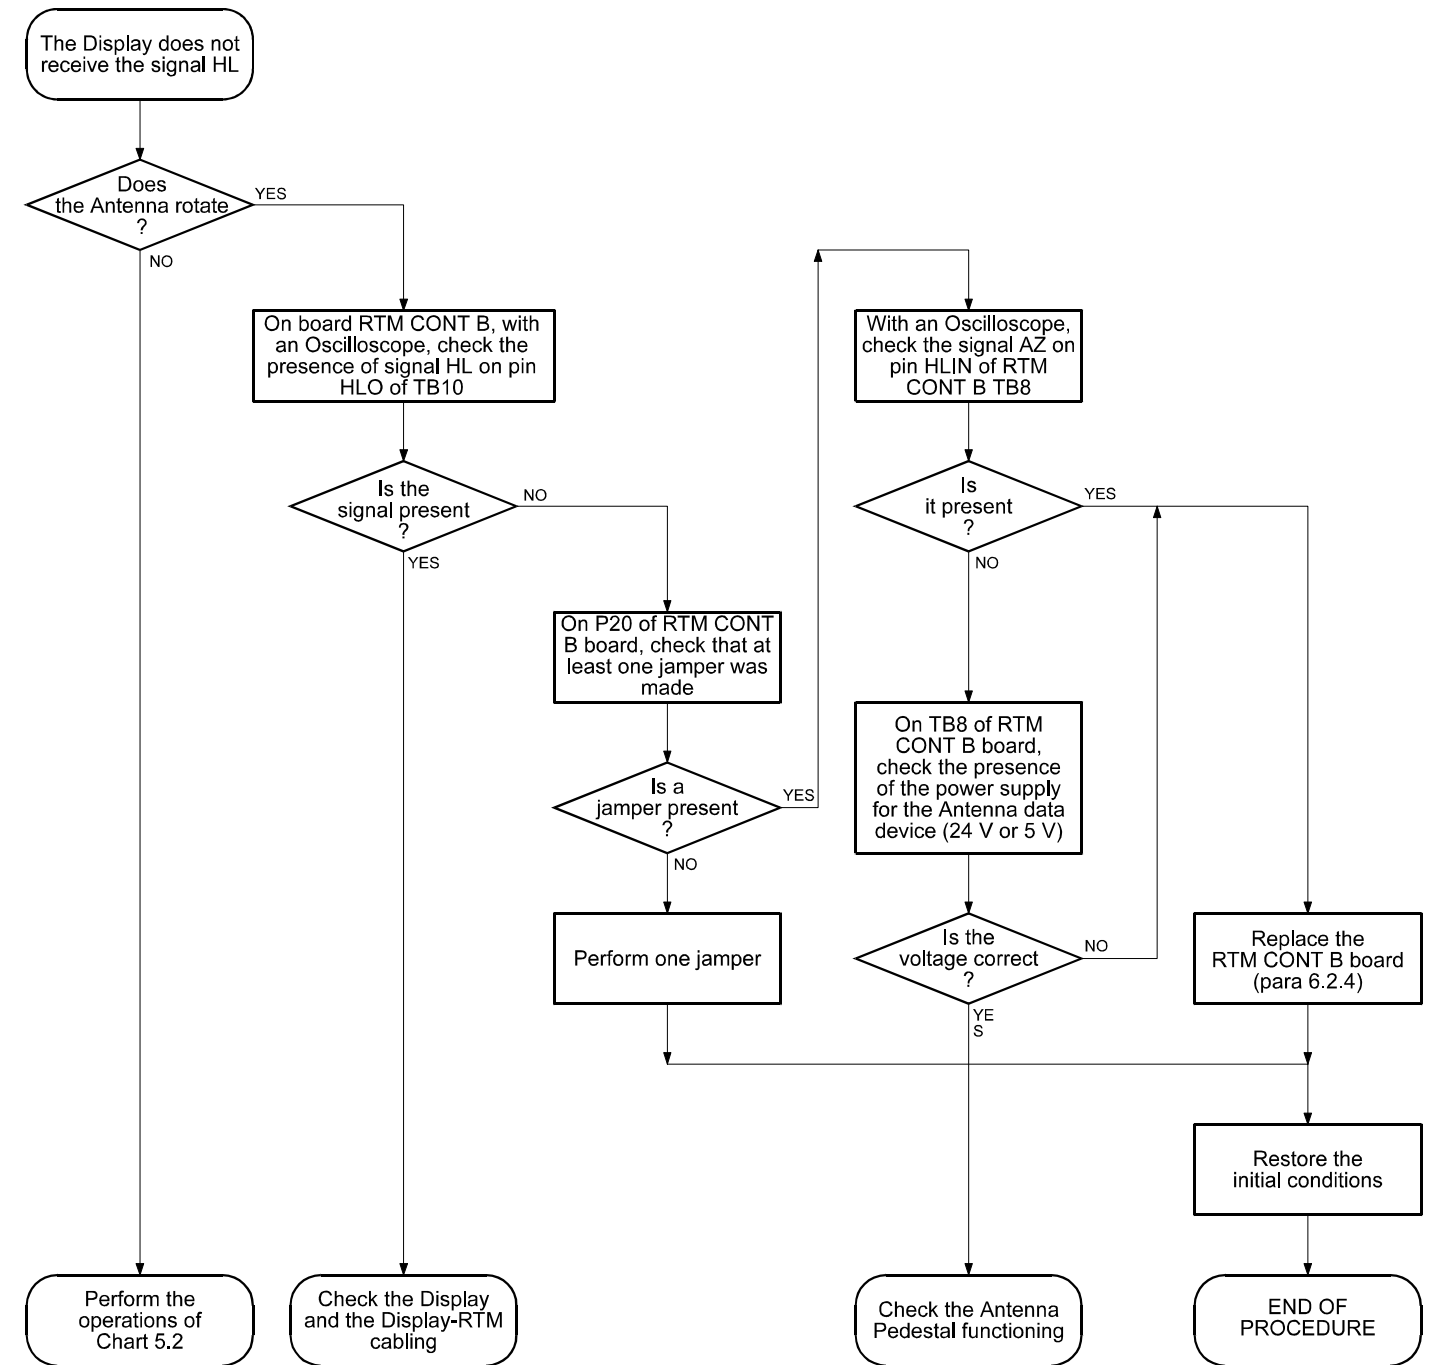 The Display does not
receive the signal HL
Does
the Antenna rotate
?
YES
NO
On board RTM CONT B, with
an Oscilloscope, check the
presence of signal HL on pin
HLO of TB10
Is the
signal present
?
NO
YES
On P20 of RTM CONT
B board, check that at
least one jamper was
made
Is a
jamper present
?
YES
NO
Perform one jamper
With an Oscilloscope,
check the signal AZ on
pin HLIN of RTM
CONT B TB8
Is
it present
?
YES
NO
On TB8 of RTM
CONT B board,
check the presence
of the power supply
for the Antenna data
device (24 V or 5 V)
Is the
voltage correct
?
NO
YE
S
Replace the
RTM CONT B board
(para 6.2.4)
Restore the
initial conditions
Perform the
operations of
Chart 5.2
Check the Display
and the Display-RTM
cabling
Check the Antenna
Pedestal functioning
END OF
PROCEDURE